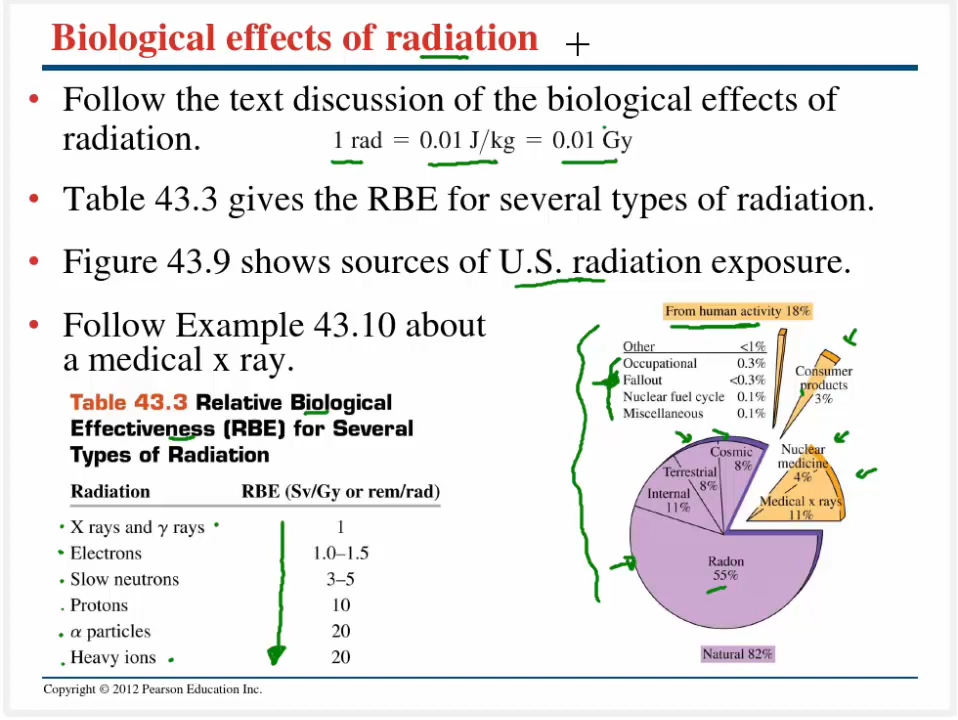 Biological effects of radiation
• Follow the text discussion of the biological effects of
radiation.
1 rad = 0.01 J/kg = 0.01 Gy
• Table 43.3 gives the RBE for several types of radiation.
• Figure 43.9 shows sources of U.S. radiation exposure.
• Follow Example 43.10 about
a medical x ray.
Table 43.3 Relative Biological
Effectiveness (RBE) for Several
Types of Radiation
Radiation RBE (Sv/Gy or rem/rad)
X rays and γ rays 1
Electrons 1.0–1.5
Slow neutrons 3–5
Protons 10
α particles 20
Heavy ions 20
From human activity 18%
Other <1%
Occupational 0.3%
Fallout <0.3%
Nuclear fuel cycle 0.1%
Miscellaneous 0.1%
Consumer
products
3%
Nuclear
medicine
4%
Medical x rays
11%
Cosmic
8%
Terrestrial
8%
Internal
11%
Radon
55%
Natural 82%
Copyright © 2012 Pearson Education Inc.